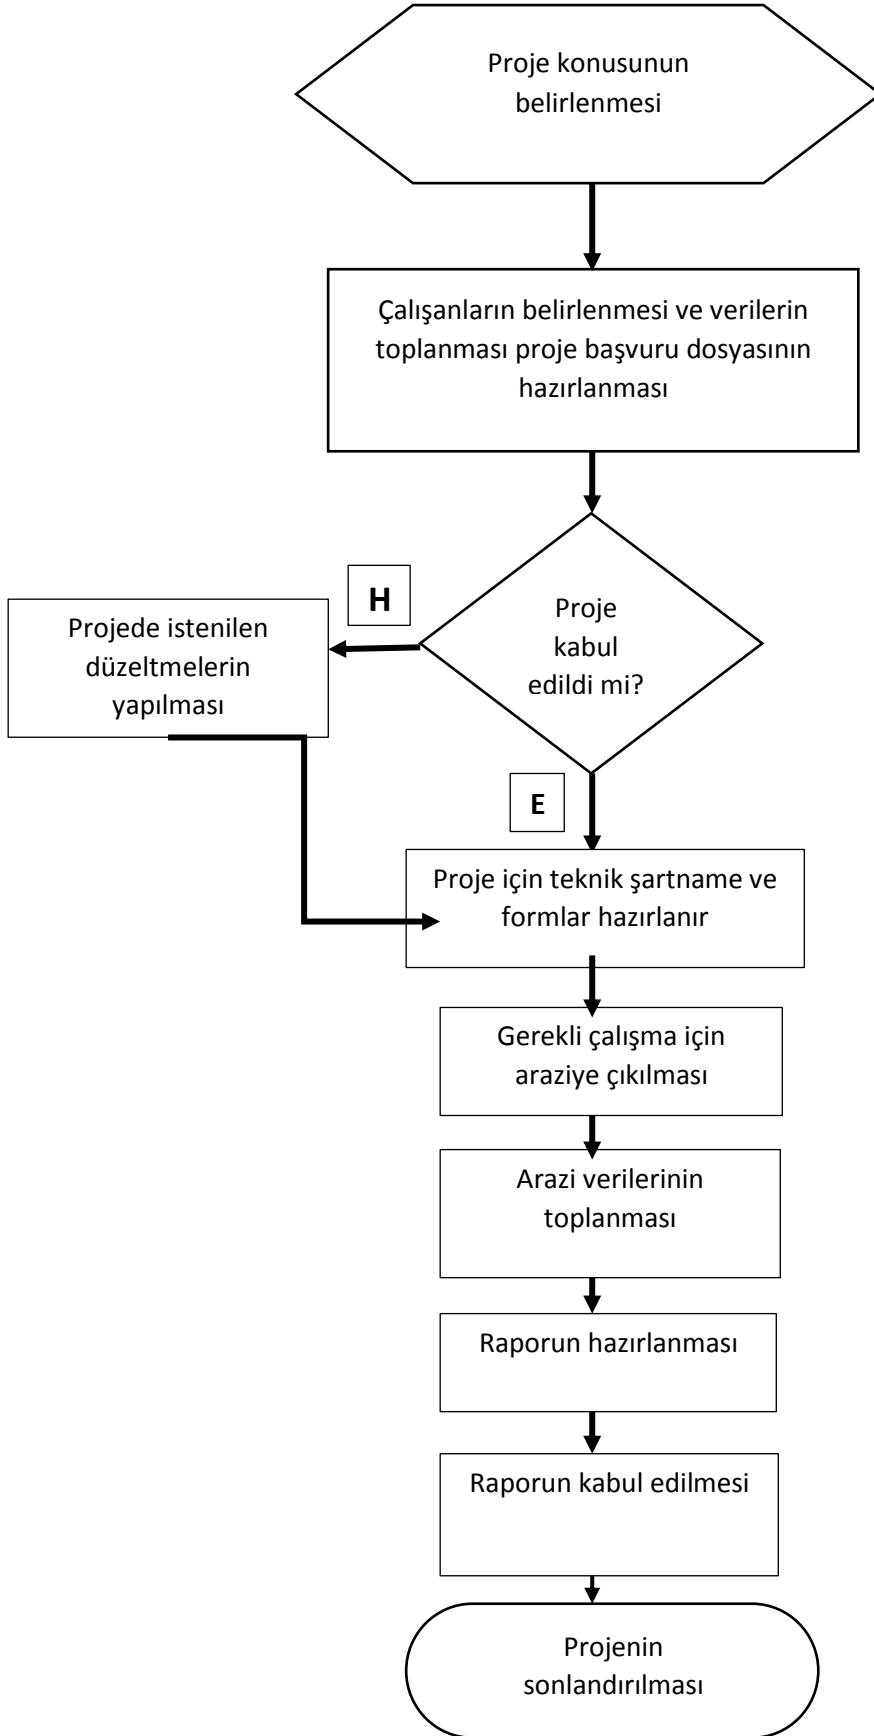 Proje konusunun
belirlenmesi
Çalışanların belirlenmesi ve verilerin
toplanması proje başvuru dosyasının
hazırlanması
H
Projede istenilen
düzeltmelerin
yapılması
Proje
kabul
edildi mi?
E
Proje için teknik şartname ve
formlar hazırlanır
Gerekli çalışma için
araziye çıkılması
Arazi verilerinin
toplanması
Raporun hazırlanması
Raporun kabul edilmesi
Projenin
sonlandırılması